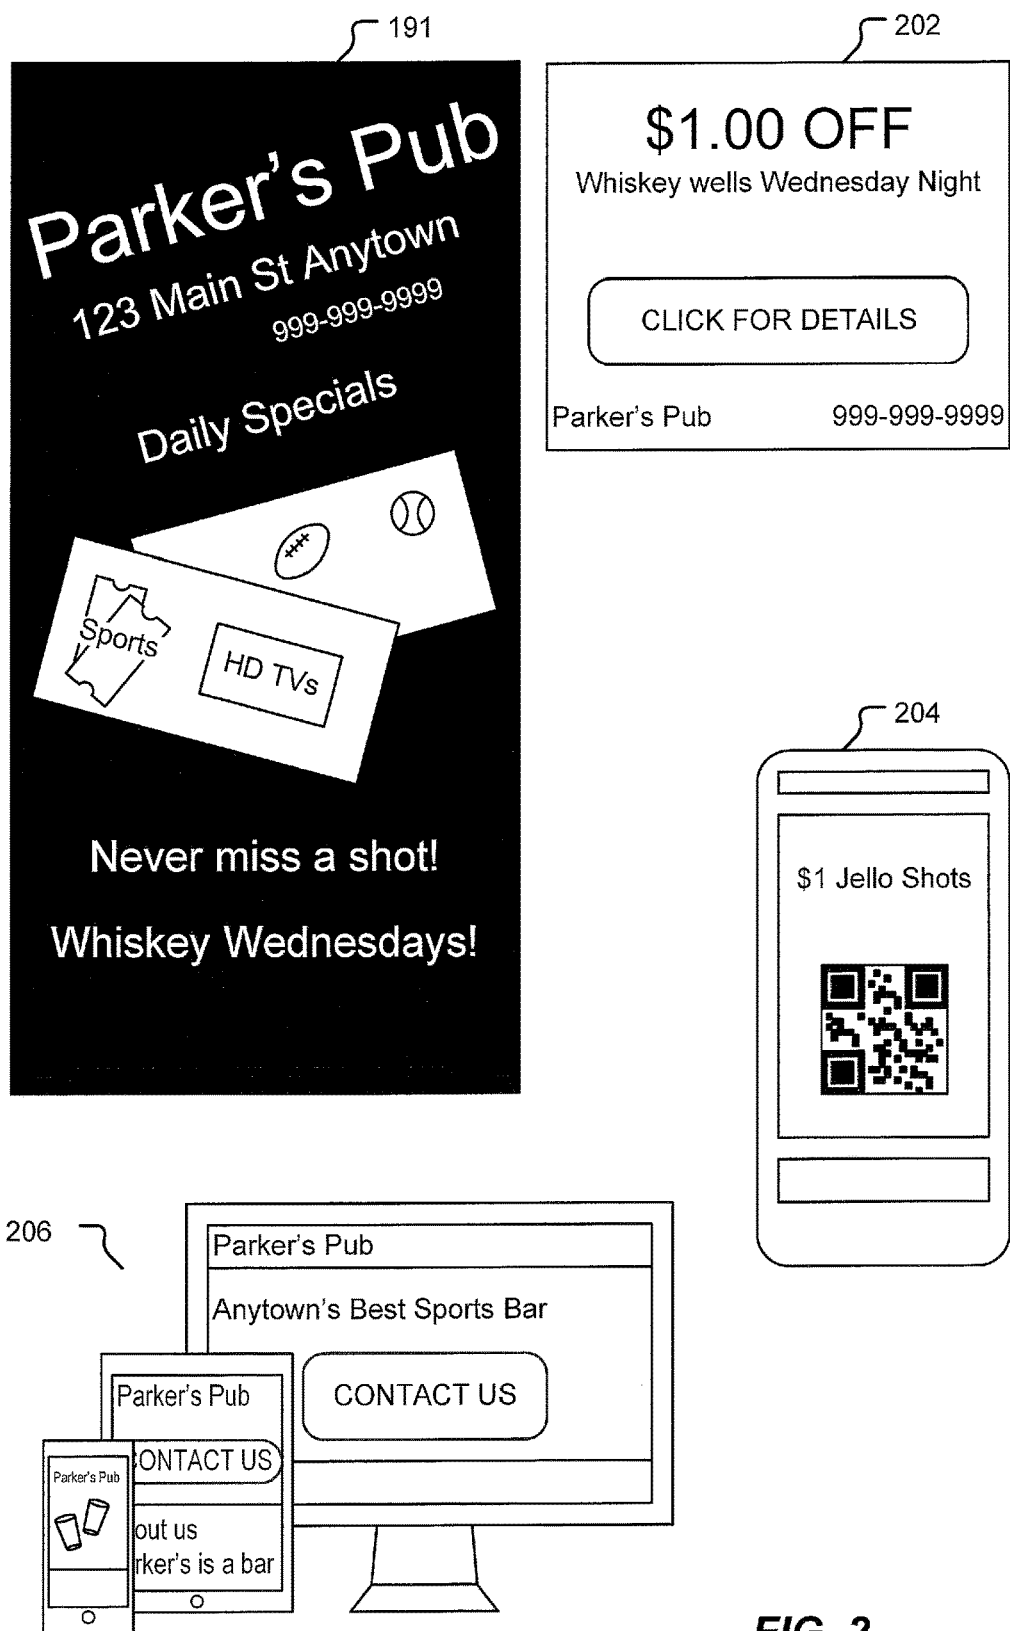 191
Parker's Pub
123 Main St Anytown
999-999-9999
Daily Specials
Sports
HD TVs
Never miss a shot!
Whiskey Wednesdays!
202
$1.00 OFF
Whiskey wells Wednesday Night
CLICK FOR DETAILS
Parker's Pub 999-999-9999
204
$1 Jello Shots
206
Parker's Pub
Anytown's Best Sports Bar
CONTACT US
Parker's Pub
CONTACT US
out us
rker's is a bar
Parker's Pub
FIG. 2